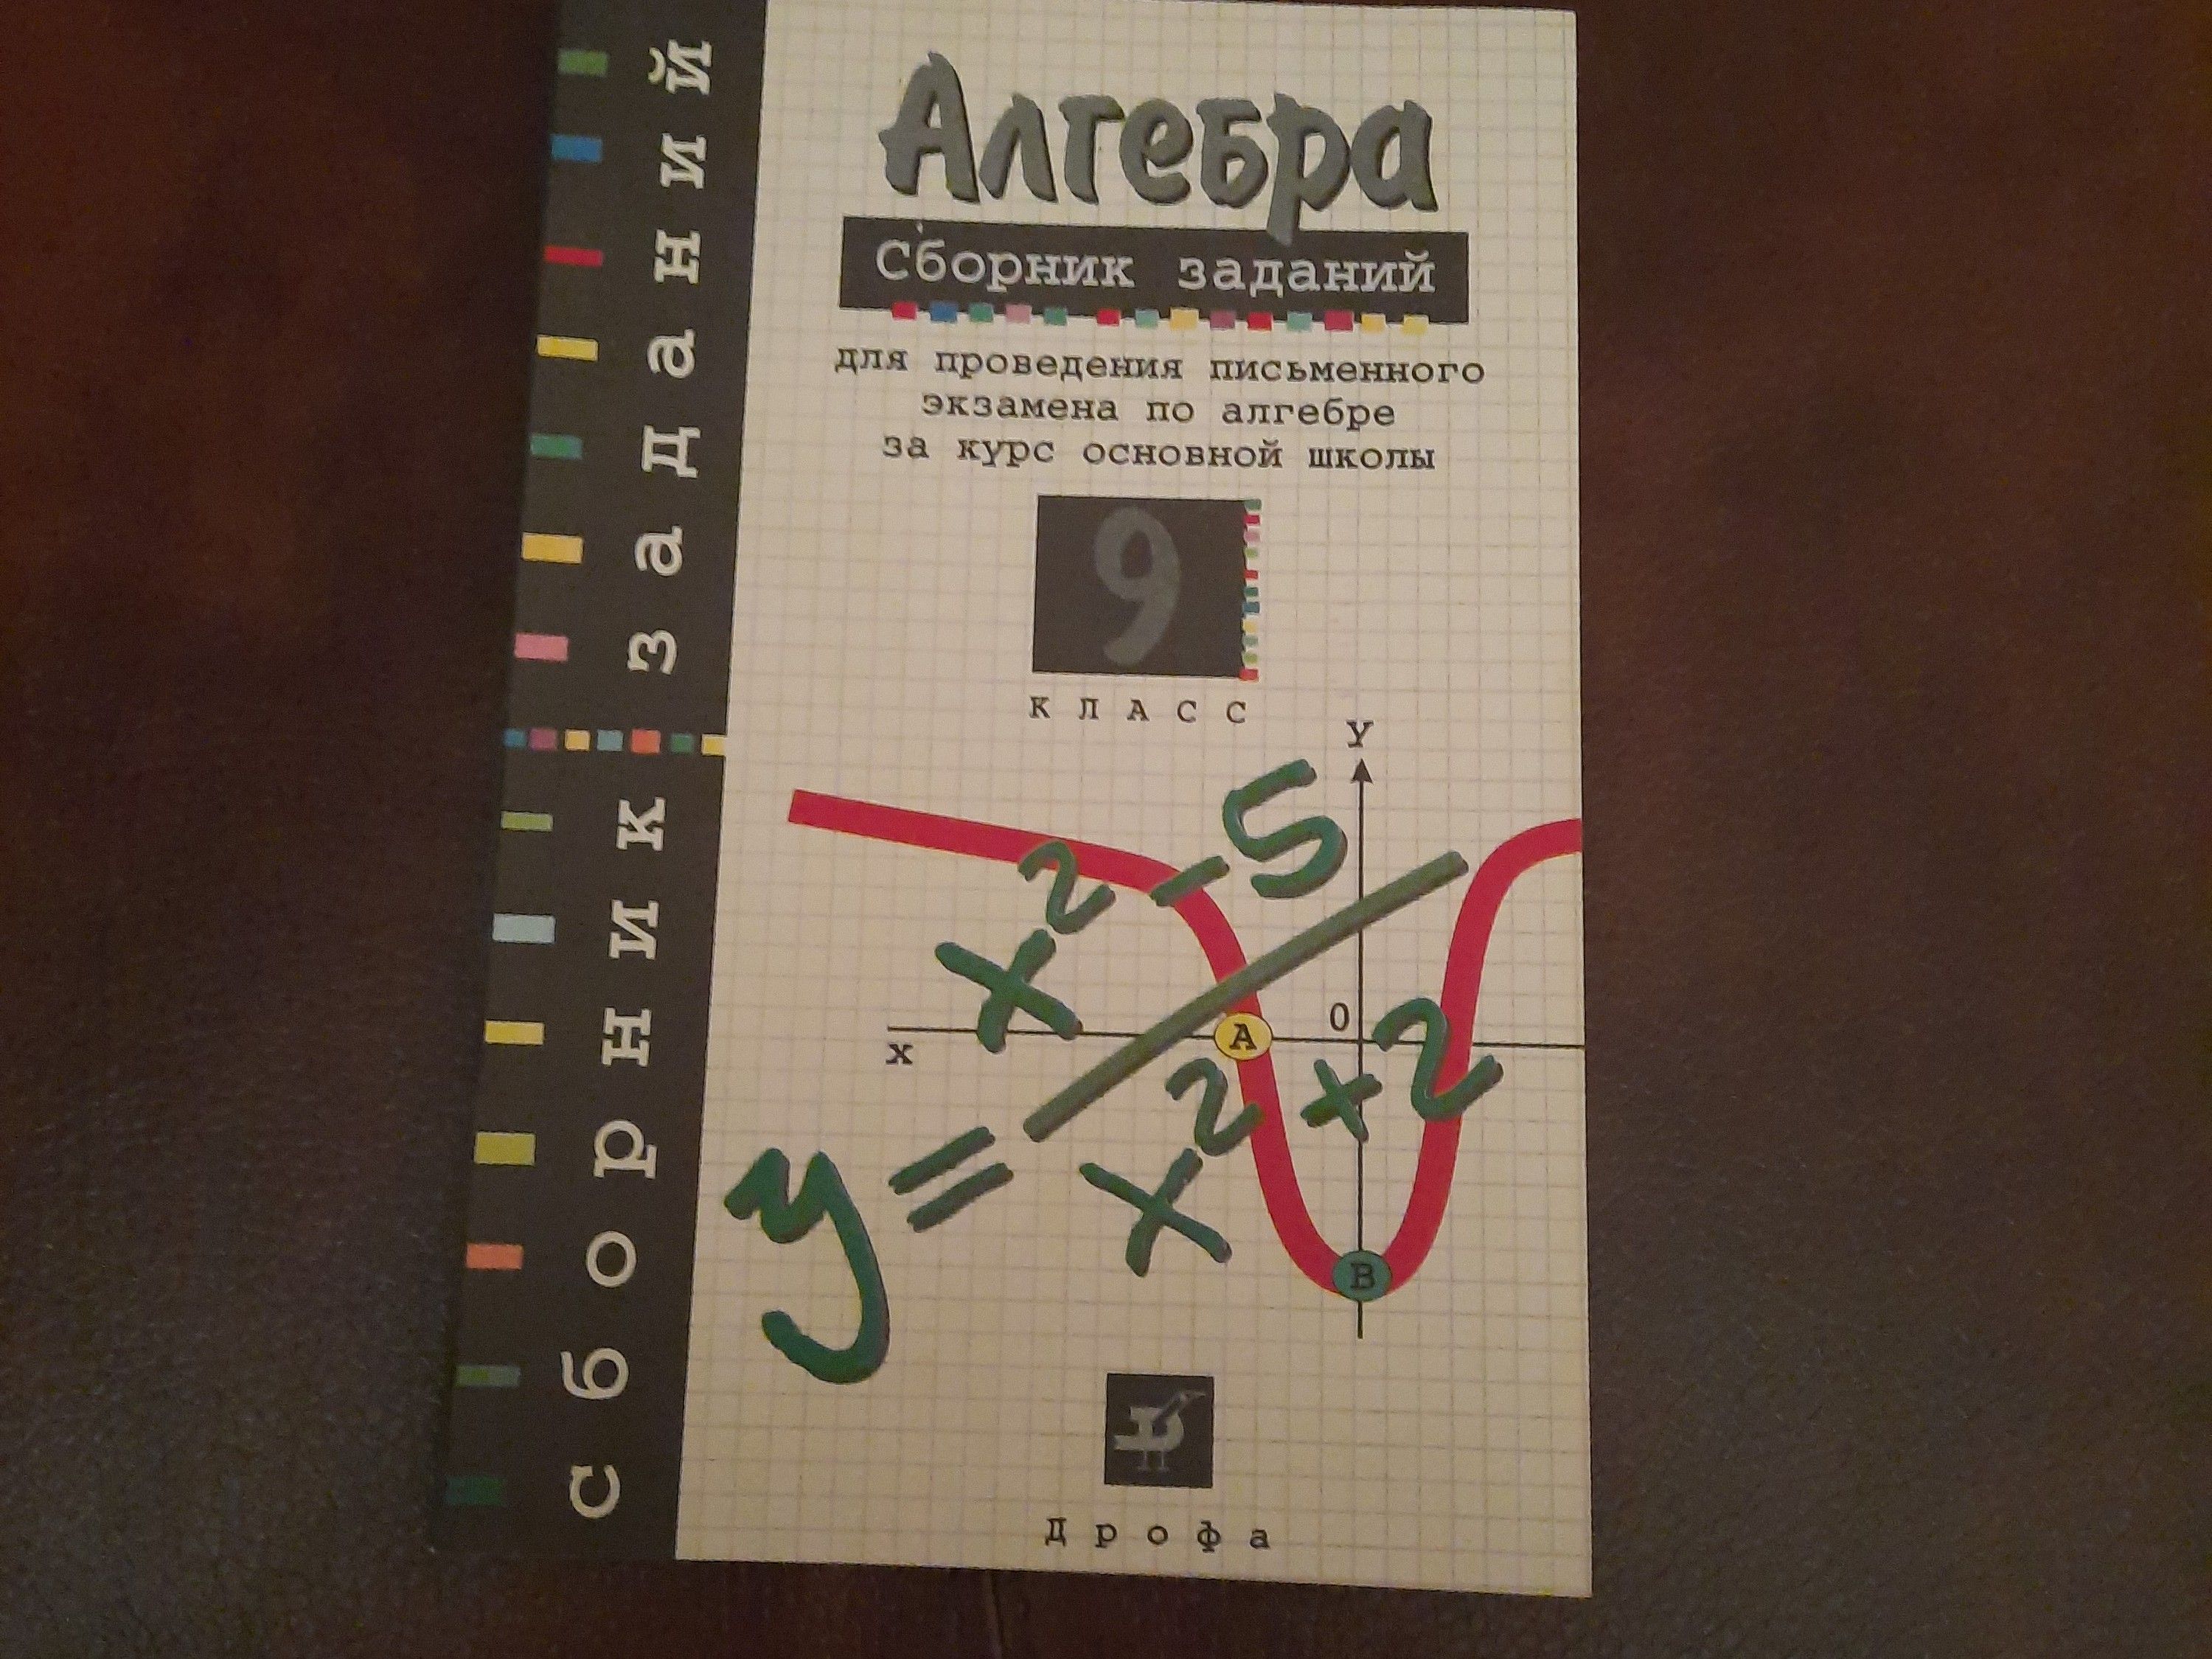 сборник заданий
Алгебра
Сборник заданий
для проведения письменного
экзамена по алгебре
за курс основной школы
9
КЛАСС
У
x² - 5
0
А
х
y =
x² + 2
В
Дрофа